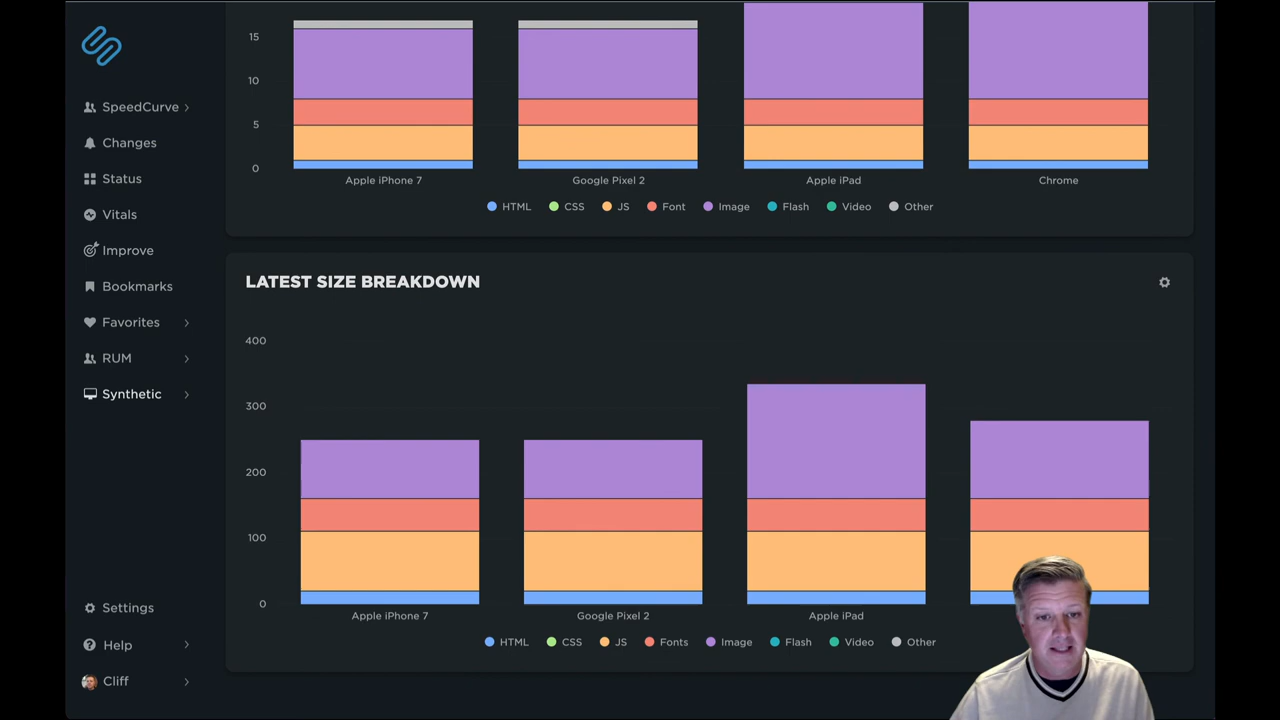 15
10
5
0
Apple iPhone 7 Google Pixel 2 Apple iPad Chrome
HTML CSS JS Font Image Flash Video Other
SpeedCurve
Changes
Status
Vitals
Improve
Bookmarks
Favorites
RUM
Synthetic
Settings
Help
Cliff
LATEST SIZE BREAKDOWN
400
300
200
100
0
Apple iPhone 7 Google Pixel 2 Apple iPad
HTML CSS JS Fonts Image Flash Video Other